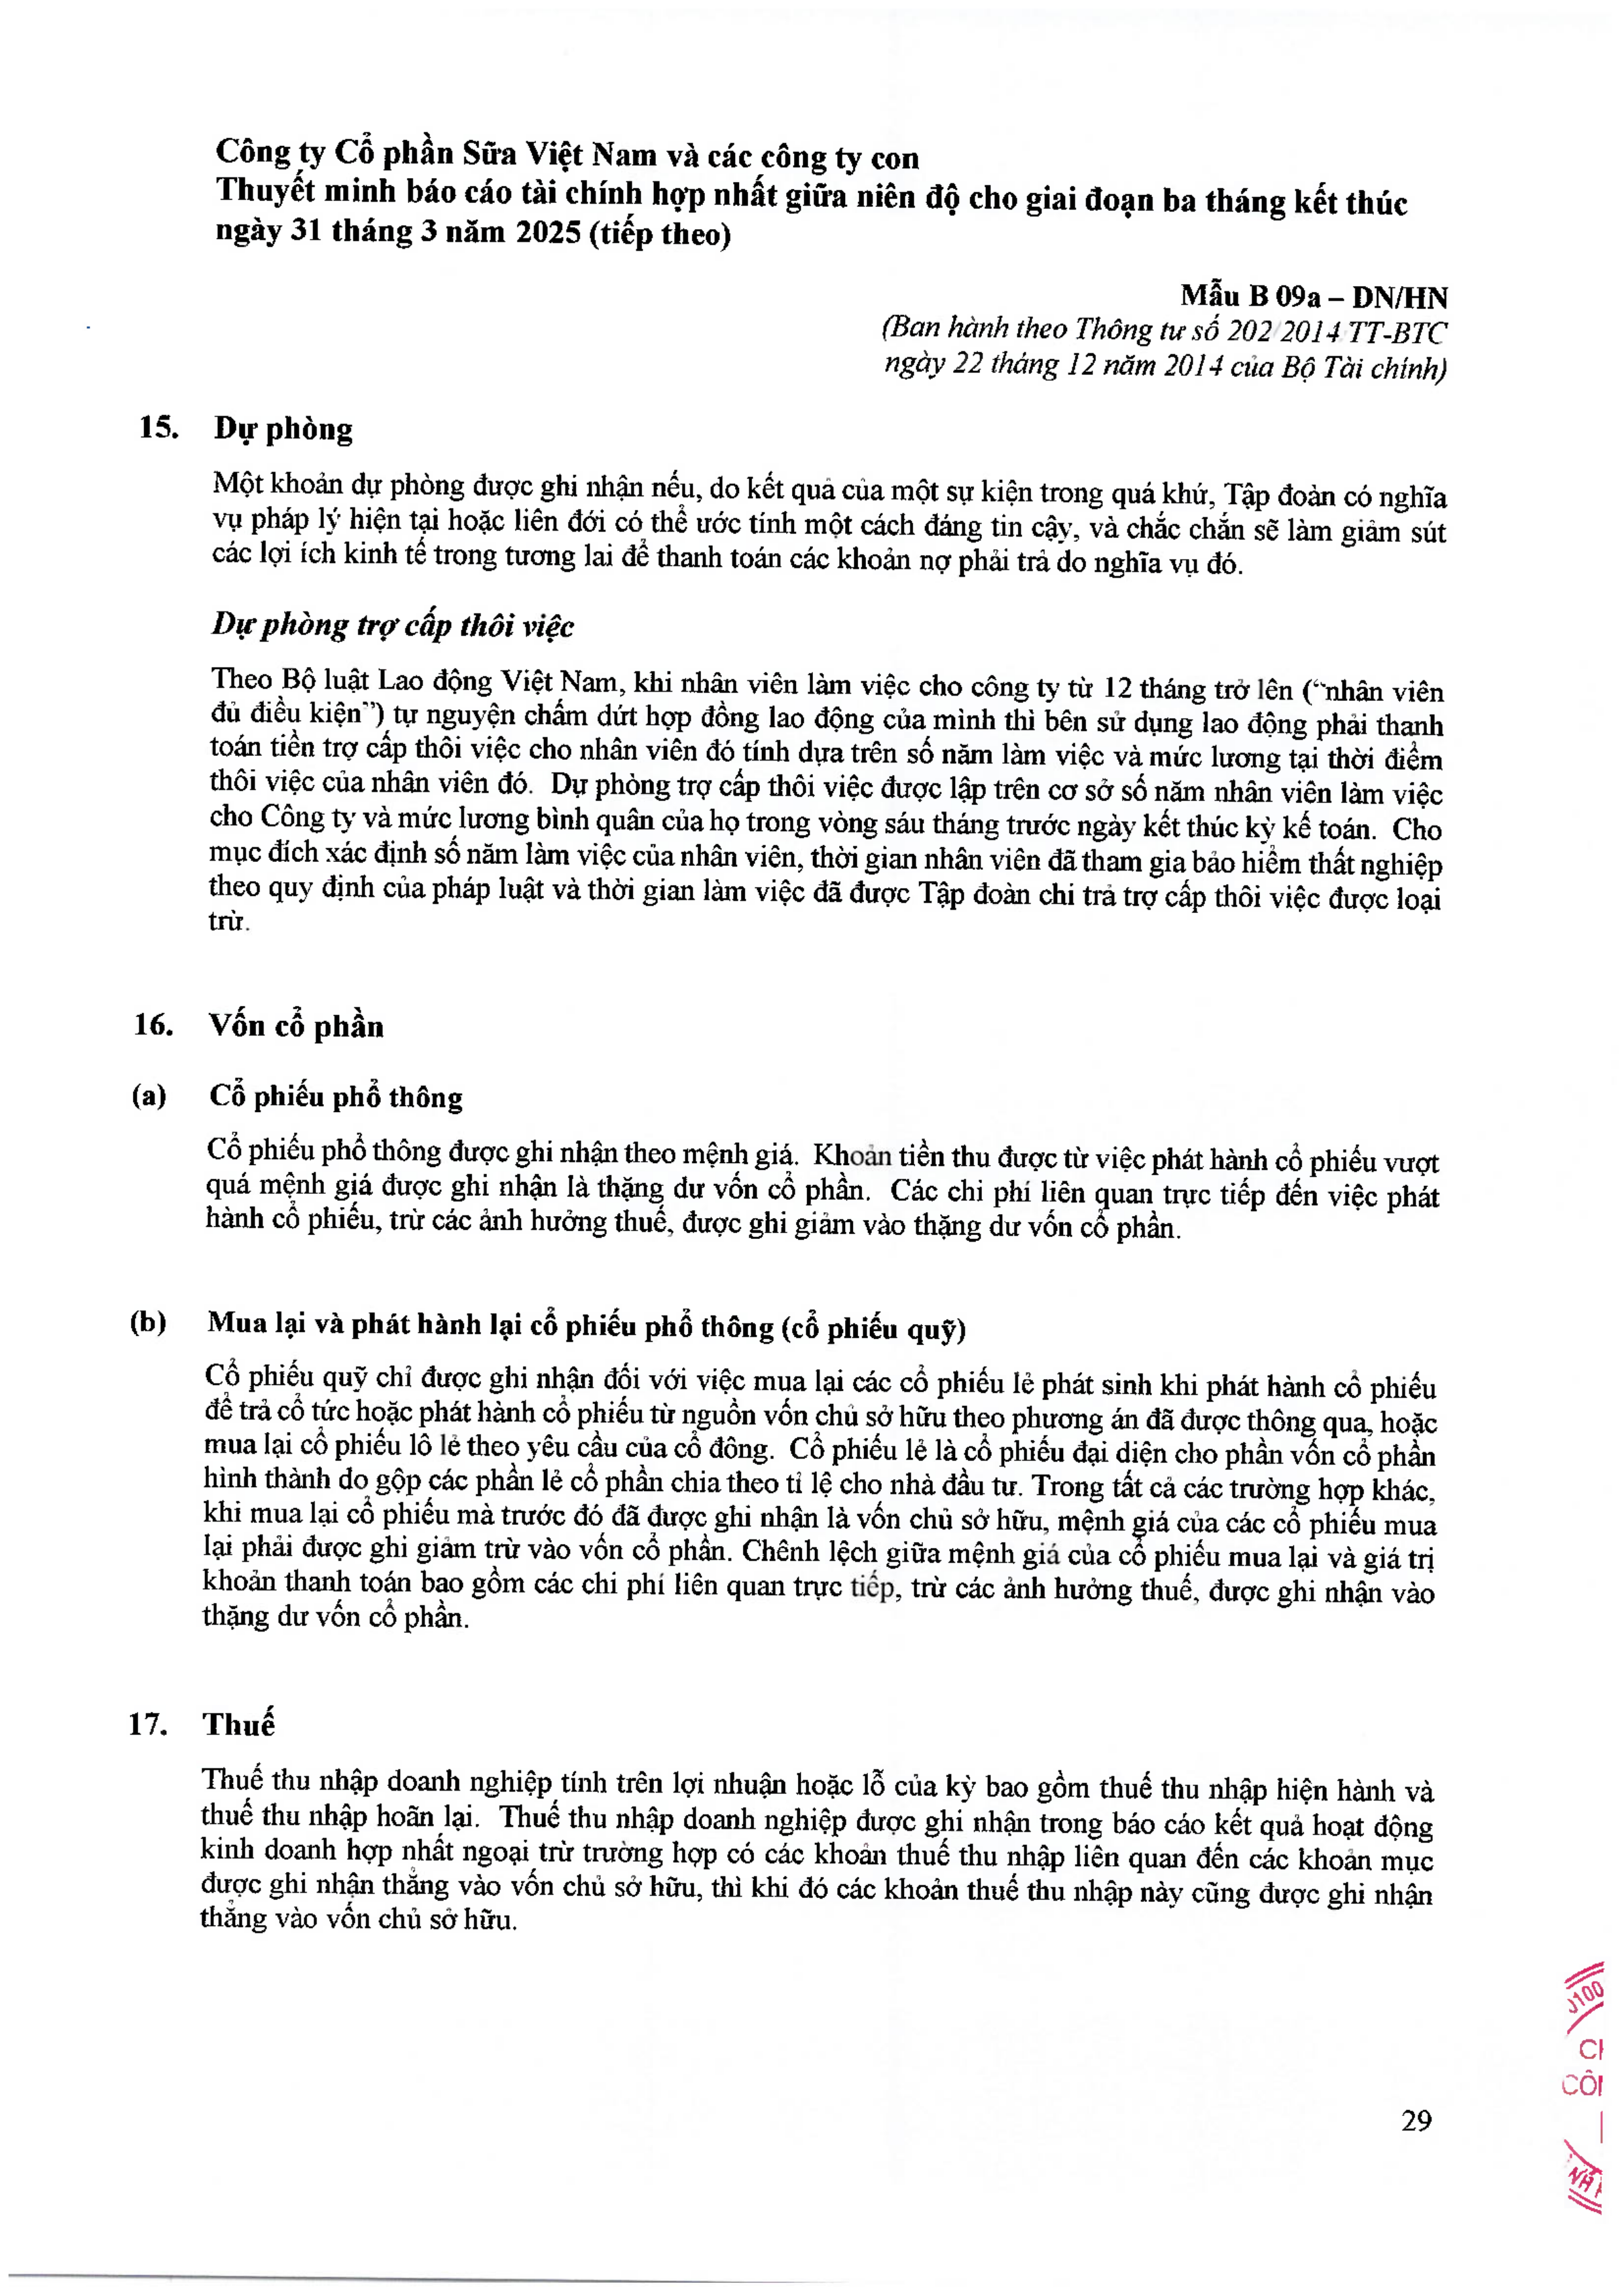 Công ty Cổ phần Sữa Việt Nam và các công ty con
Thuyết minh báo cáo tài chính hợp nhất giữa niên độ cho giai đoạn ba tháng kết thúc
ngày 31 tháng 3 năm 2025 (tiếp theo)
Mẫu B 09a – DN/HN
(Ban hành theo Thông tư số 202/2014/TT-BTC
ngày 22 tháng 12 năm 2014 của Bộ Tài chính)
15. Dự phòng
Một khoản dự phòng được ghi nhận nếu, do kết quả của một sự kiện trong quá khứ, Tập đoàn có nghĩa
vụ pháp lý hiện tại hoặc liên đới có thể ước tính một cách đáng tin cậy, và chắc chắn sẽ làm giảm sút
các lợi ích kinh tế trong tương lai để thanh toán các khoản nợ phải trả do nghĩa vụ đó.
Dự phòng trợ cấp thôi việc
Theo Bộ luật Lao động Việt Nam, khi nhân viên làm việc cho công ty từ 12 tháng trở lên (“nhân viên
đủ điều kiện”) tự nguyện chấm dứt hợp đồng lao động của mình thì bên sử dụng lao động phải thanh
toán tiền trợ cấp thôi việc cho nhân viên đó tính dựa trên số năm làm việc và mức lương tại thời điểm
thôi việc của nhân viên đó. Dự phòng trợ cấp thôi việc được lập trên cơ sở số năm nhân viên làm việc
cho Công ty và mức lương bình quân của họ trong vòng sáu tháng trước ngày kết thúc kỳ kế toán. Cho
mục đích xác định số năm làm việc của nhân viên, thời gian nhân viên đã tham gia bảo hiểm thất nghiệp
theo quy định của pháp luật và thời gian làm việc đã được Tập đoàn chi trả trợ cấp thôi việc được loại
trừ.
16. Vốn cổ phần
(a) Cổ phiếu phổ thông
Cổ phiếu phổ thông được ghi nhận theo mệnh giá. Khoản tiền thu được từ việc phát hành cổ phiếu vượt
quá mệnh giá được ghi nhận là thặng dư vốn cổ phần. Các chi phí liên quan trực tiếp đến việc phát
hành cổ phiếu, trừ các ảnh hưởng thuế, được ghi giảm vào thặng dư vốn cổ phần.
(b) Mua lại và phát hành lại cổ phiếu phổ thông (cổ phiếu quỹ)
Cổ phiếu quỹ chỉ được ghi nhận đối với việc mua lại các cổ phiếu lẻ phát sinh khi phát hành cổ phiếu
để trả cổ tức hoặc phát hành cổ phiếu từ nguồn vốn chủ sở hữu theo phương án đã được thông qua, hoặc
mua lại cổ phiếu lô lẻ theo yêu cầu của cổ đông. Cổ phiếu lẻ là cổ phiếu đại diện cho phần vốn cổ phần
hình thành do gộp các phần lẻ cổ phần chia theo tỉ lệ cho nhà đầu tư. Trong tất cả các trường hợp khác,
khi mua lại cổ phiếu mà trước đó đã được ghi nhận là vốn chủ sở hữu, mệnh giá của các cổ phiếu mua
lại phải được ghi giảm trừ vào vốn cổ phần. Chênh lệch giữa mệnh giá của cổ phiếu mua lại và giá trị
khoản thanh toán bao gồm các chi phí liên quan trực tiếp, trừ các ảnh hưởng thuế, được ghi nhận vào
thặng dư vốn cổ phần.
17. Thuế
Thuế thu nhập doanh nghiệp tính trên lợi nhuận hoặc lỗ của kỳ bao gồm thuế thu nhập hiện hành và
thuế thu nhập hoãn lại. Thuế thu nhập doanh nghiệp được ghi nhận trong báo cáo kết quả hoạt động
kinh doanh hợp nhất ngoại trừ trường hợp có các khoản thuế thu nhập liên quan đến các khoản mục
được ghi nhận thẳng vào vốn chủ sở hữu, thì khi đó các khoản thuế thu nhập này cũng được ghi nhận
thẳng vào vốn chủ sở hữu.
29